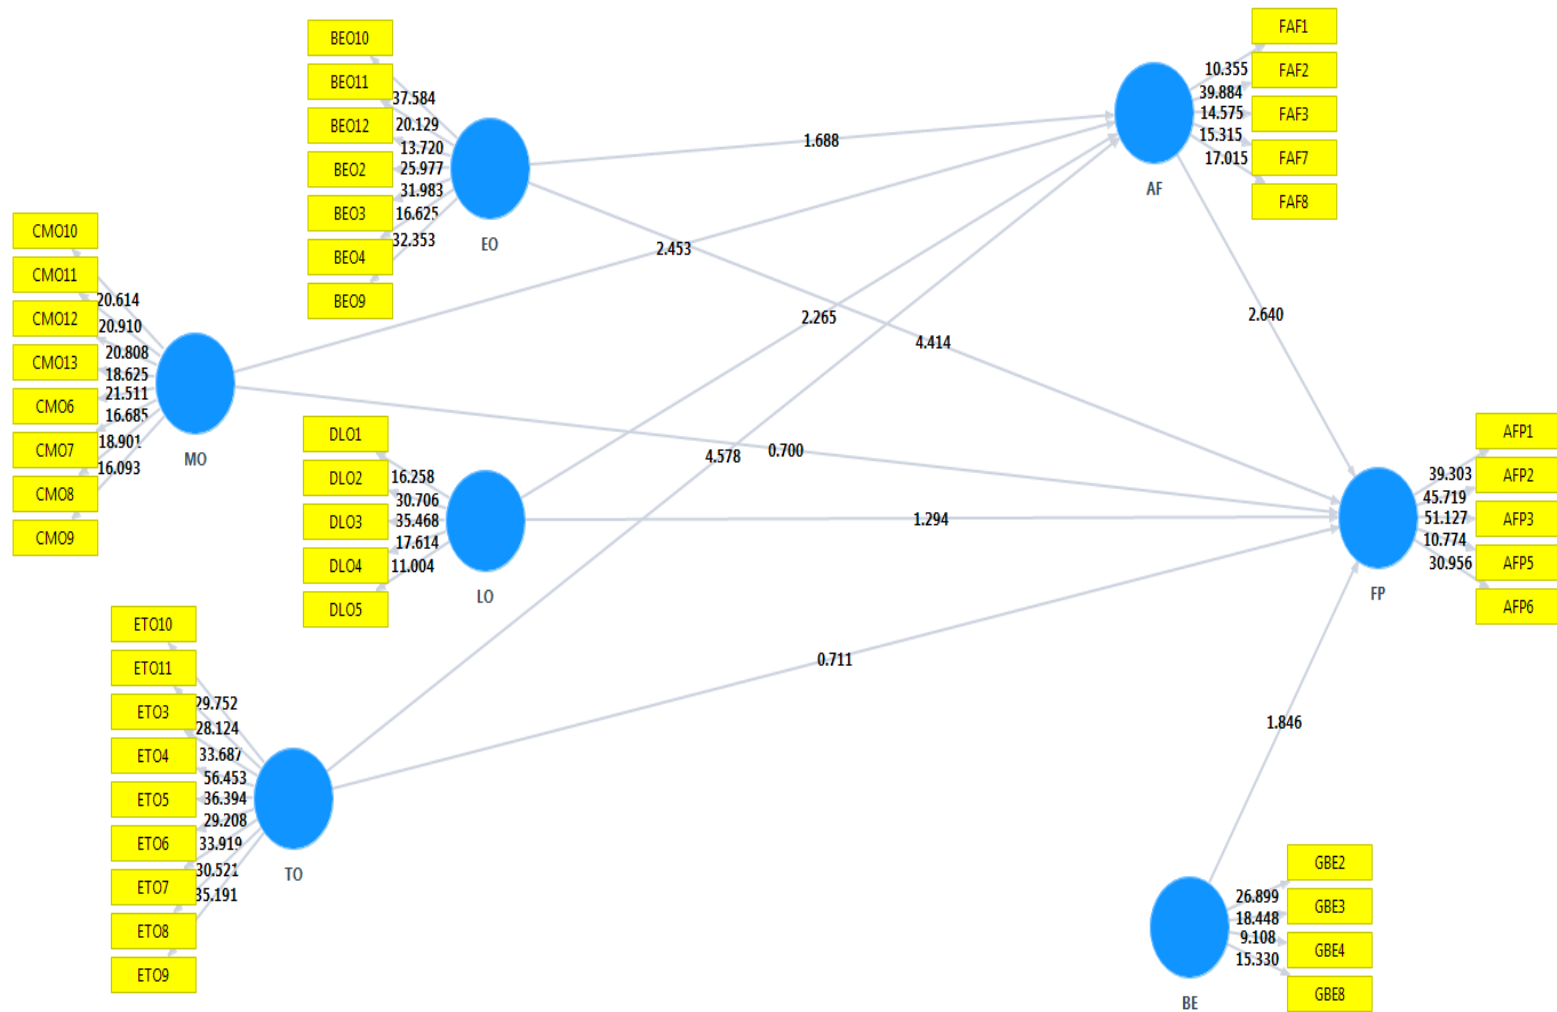 BEO10
BEO11
BEO12
BEO2
BEO3
BEO4
BEO9
37.584
20.129
13.720
25.977
31.983
16.625
32.353
EO
CMO10
CMO11
CMO12
CMO13
CMO6
CMO7
CMO8
CMO9
20.614
20.910
20.808
18.625
21.511
16.685
18.901
16.093
MO
DLO1
DLO2
DLO3
DLO4
DLO5
16.258
30.706
35.468
17.614
11.004
LO
ETO10
ETO11
ETO3
ETO4
ETO5
ETO6
ETO7
ETO8
ETO9
29.752
28.124
33.687
56.453
36.394
29.208
33.919
30.521
35.191
TO
1.688
2.453
2.265
4.414
4.578
0.700
1.294
0.711
2.640
1.846
AF
10.355
39.884
14.575
15.315
17.015
FAF1
FAF2
FAF3
FAF7
FAF8
FP
39.303
45.719
51.127
10.774
30.956
AFP1
AFP2
AFP3
AFP5
AFP6
BE
26.899
18.448
9.108
15.330
GBE2
GBE3
GBE4
GBE8